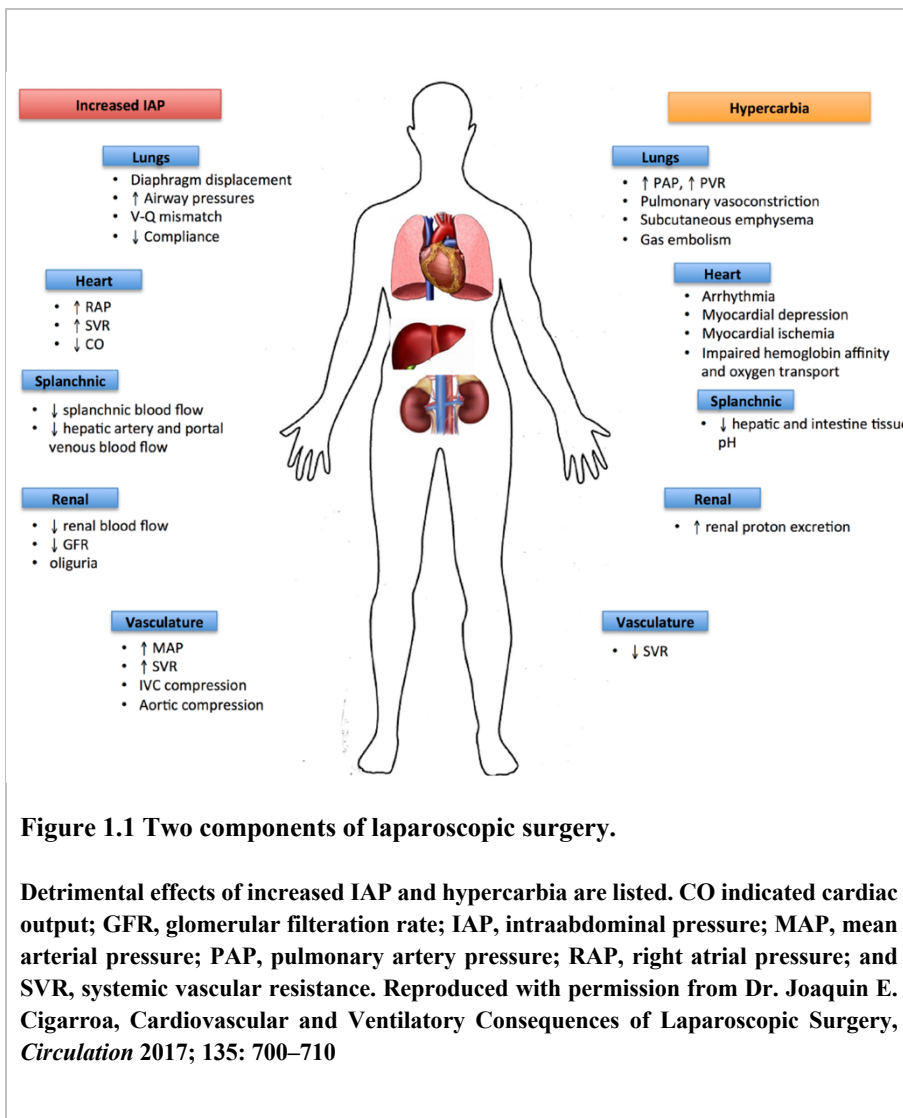 Increased IAP
Lungs
• Diaphragm displacement
• ↑ Airway pressures
• V-Q mismatch
• ↓ Compliance
Heart
• ↑ RAP
• ↑ SVR
• ↓ CO
Splanchnic
• ↓ splanchnic blood flow
• ↓ hepatic artery and portal
venous blood flow
Renal
• ↓ renal blood flow
• ↓ GFR
• oliguria
Vasculature
• ↑ MAP
• ↑ SVR
• IVC compression
• Aortic compression
Hypercarbia
Lungs
• ↑ PAP, ↑ PVR
• Pulmonary vasoconstriction
• Subcutaneous emphysema
• Gas embolism
Heart
• Arrhythmia
• Myocardial depression
• Myocardial ischemia
• Impaired hemoglobin affinity
and oxygen transport
Splanchnic
• ↓ hepatic and intestine tissue
pH
Renal
• ↑ renal proton excretion
Vasculature
• ↓ SVR
Figure 1.1 Two components of laparoscopic surgery.
Detrimental effects of increased IAP and hypercarbia are listed. CO indicated cardiac
output; GFR, glomerular filteration rate; IAP, intraabdominal pressure; MAP, mean
arterial pressure; PAP, pulmonary artery pressure; RAP, right atrial pressure; and
SVR, systemic vascular resistance. Reproduced with permission from Dr. Joaquin E.
Cigarroa, Cardiovascular and Ventilatory Consequences of Laparoscopic Surgery,
Circulation 2017; 135: 700–710